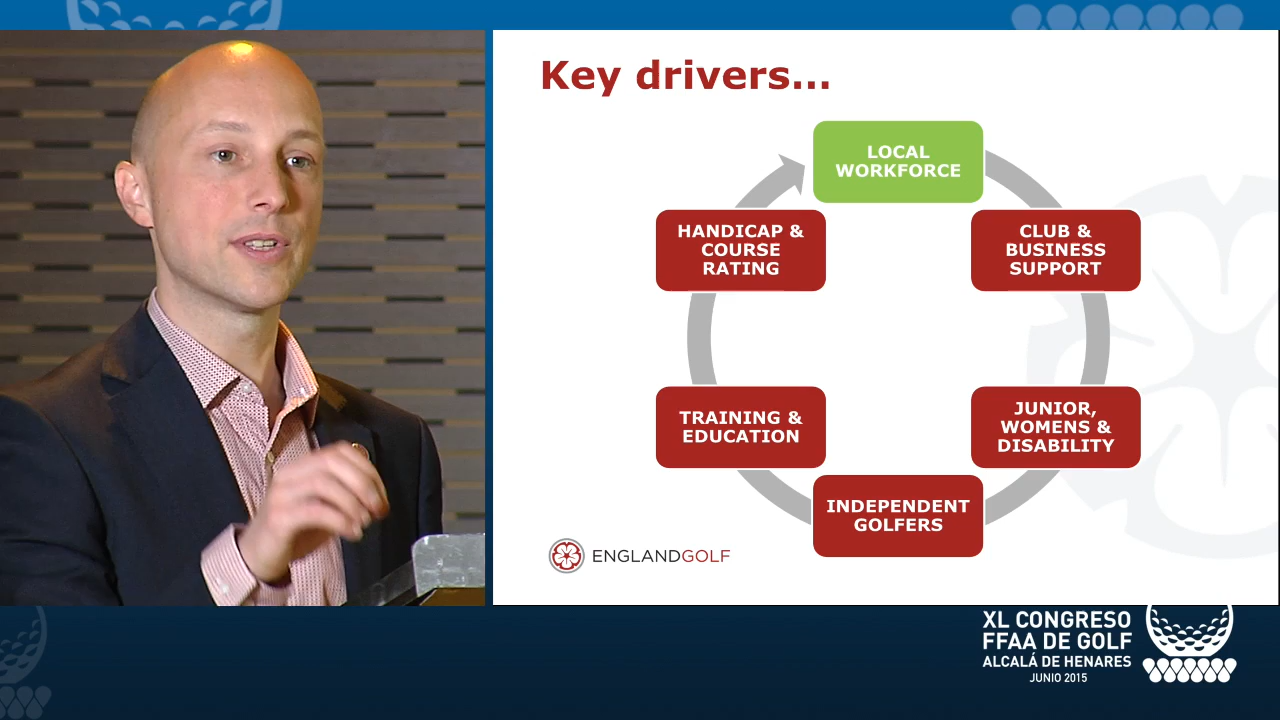 Key drivers...
LOCAL
WORKFORCE
CLUB &
BUSINESS
SUPPORT
JUNIOR,
WOMENS &
DISABILITY
INDEPENDENT
GOLFERS
TRAINING &
EDUCATION
HANDICAP &
COURSE
RATING
ENGLANDGOLF
XL CONGRESO
FFAA DE GOLF
ALCALÁ DE HENARES
JUNIO 2015